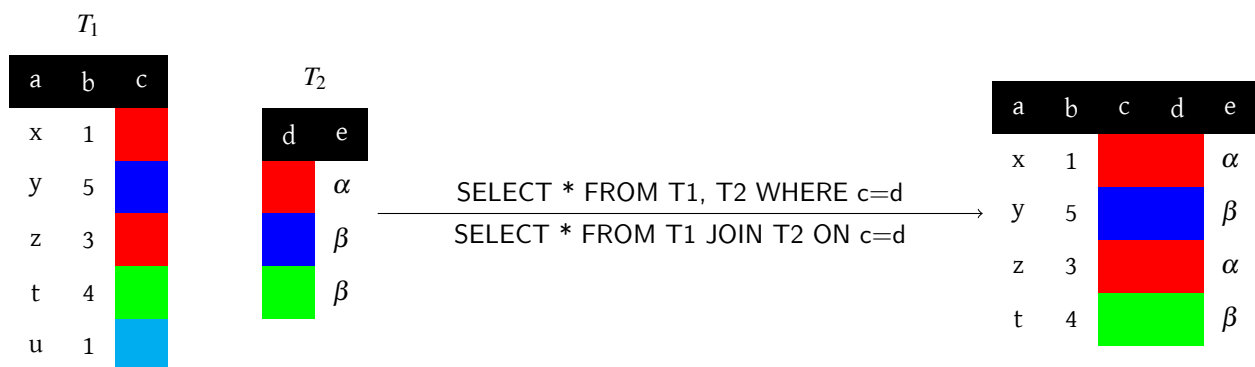 T1
a b c
x 1
y 5
z 3
t 4
u 1
T2
d e
α
β
β
SELECT * FROM T1, T2 WHERE c=d
SELECT * FROM T1 JOIN T2 ON c=d
a b c d e
x 1 α
y 5 β
z 3 α
t 4 β